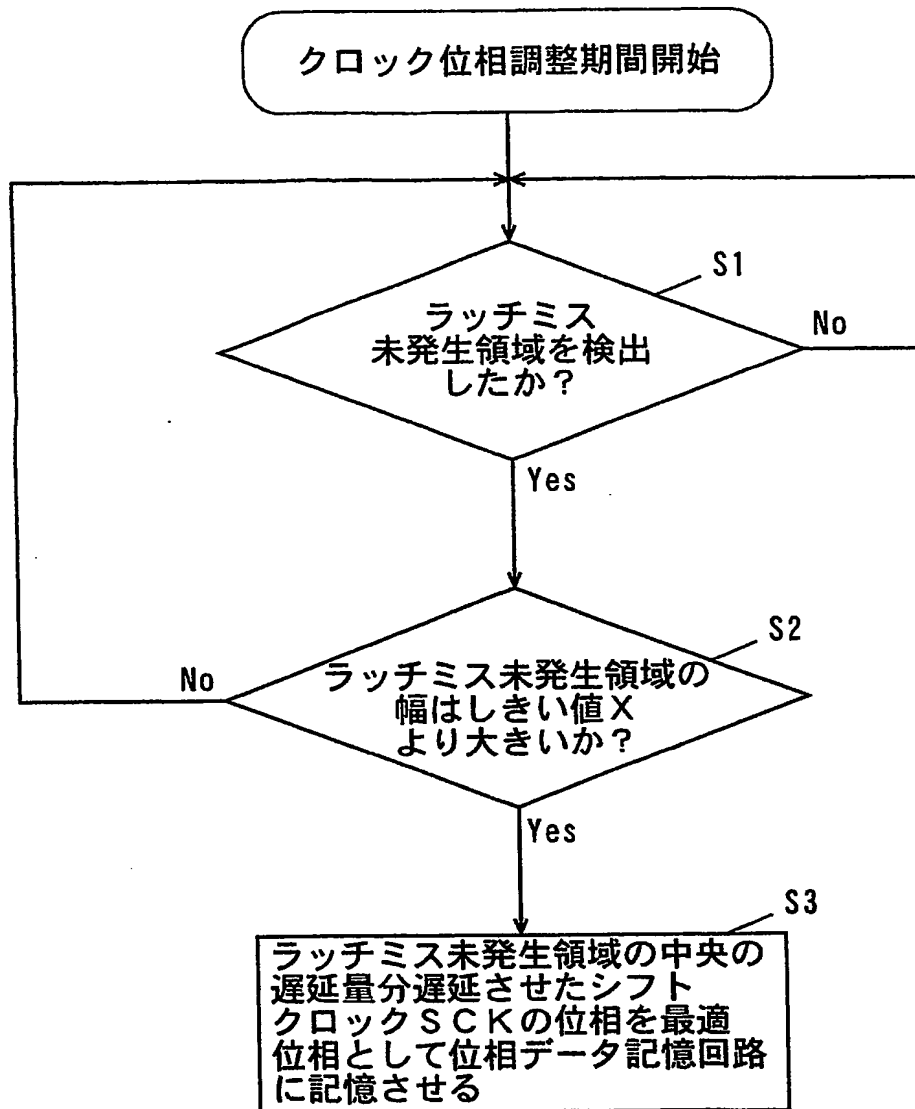 クロック位相調整期間開始
S1
ラッチミス
未発生領域を検出
したか？
No
Yes
S2
No
ラッチミス未発生領域の
幅はしきい値X
より大きいか？
Yes
S3
ラッチミス未発生領域の中央の
遅延量分遅延させたシフト
クロックSCKの位相を最適
位相として位相データ記憶回路
に記憶させる